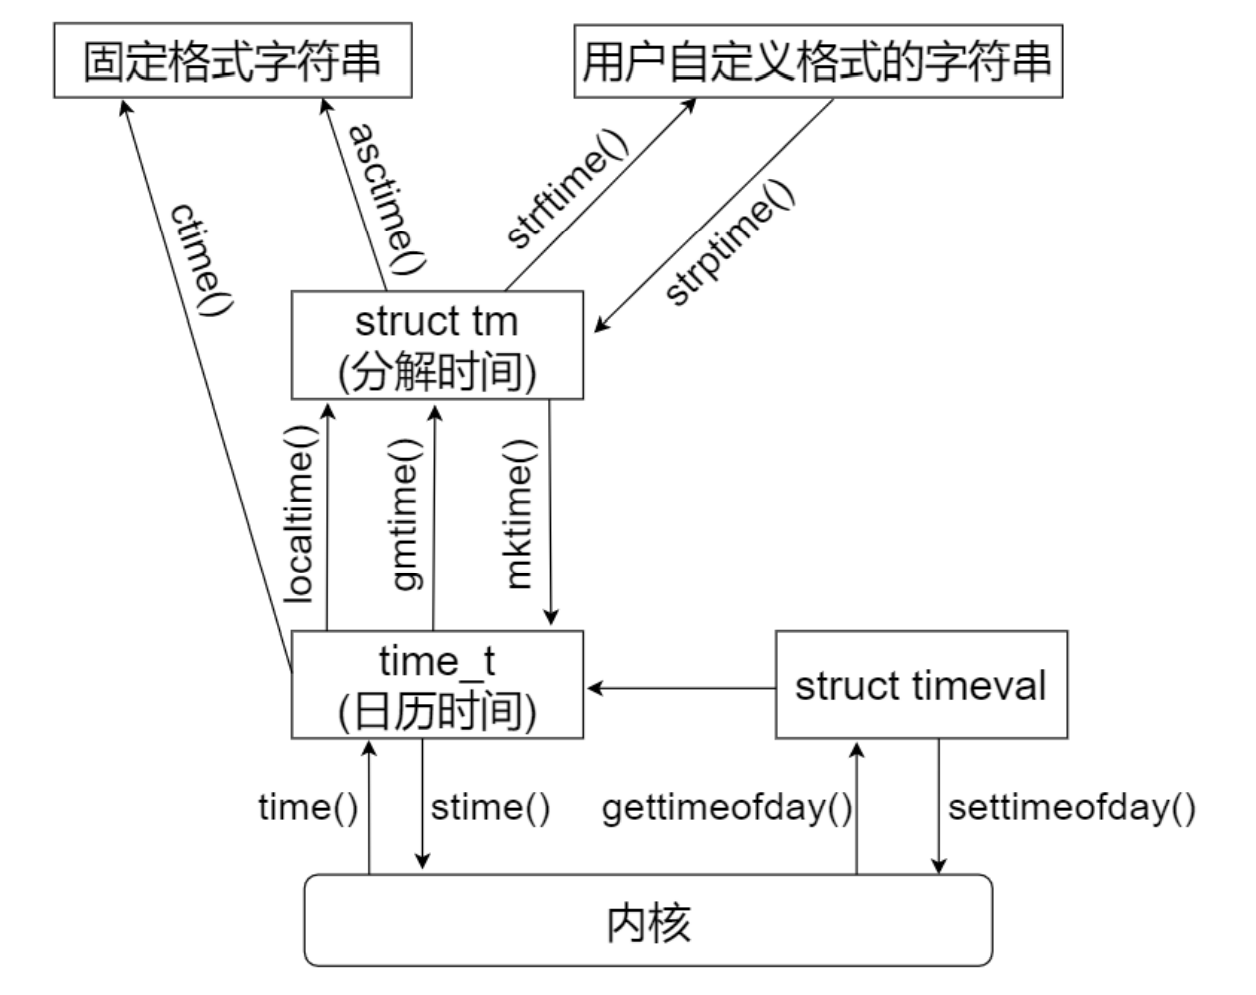 固定格式字符串
用户自定义格式的字符串
ctime()
asctime()
strftime()
strptime()
struct tm
(分解时间)
localtime()
gmtime()
mktime()
time_t
(日历时间)
struct timeval
time()
stime()
gettimeofday()
settimeofday()
内核